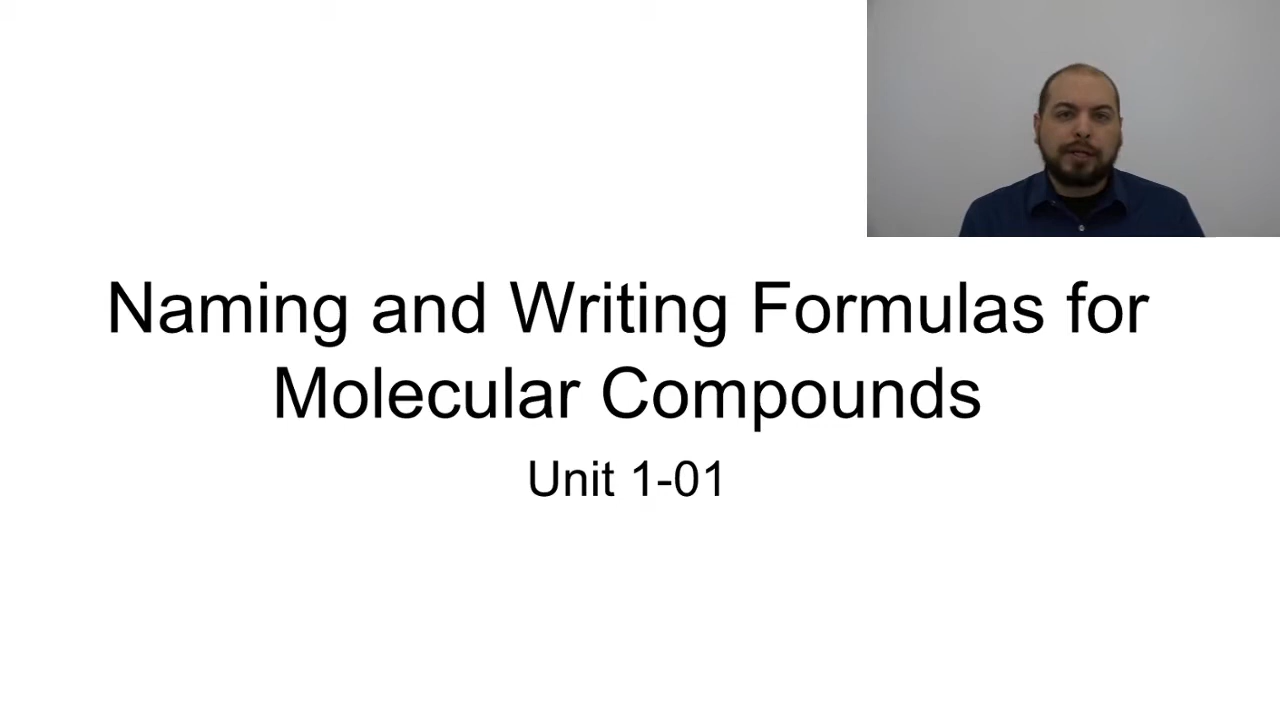 Naming and Writing Formulas for
Molecular Compounds
Unit 1-01